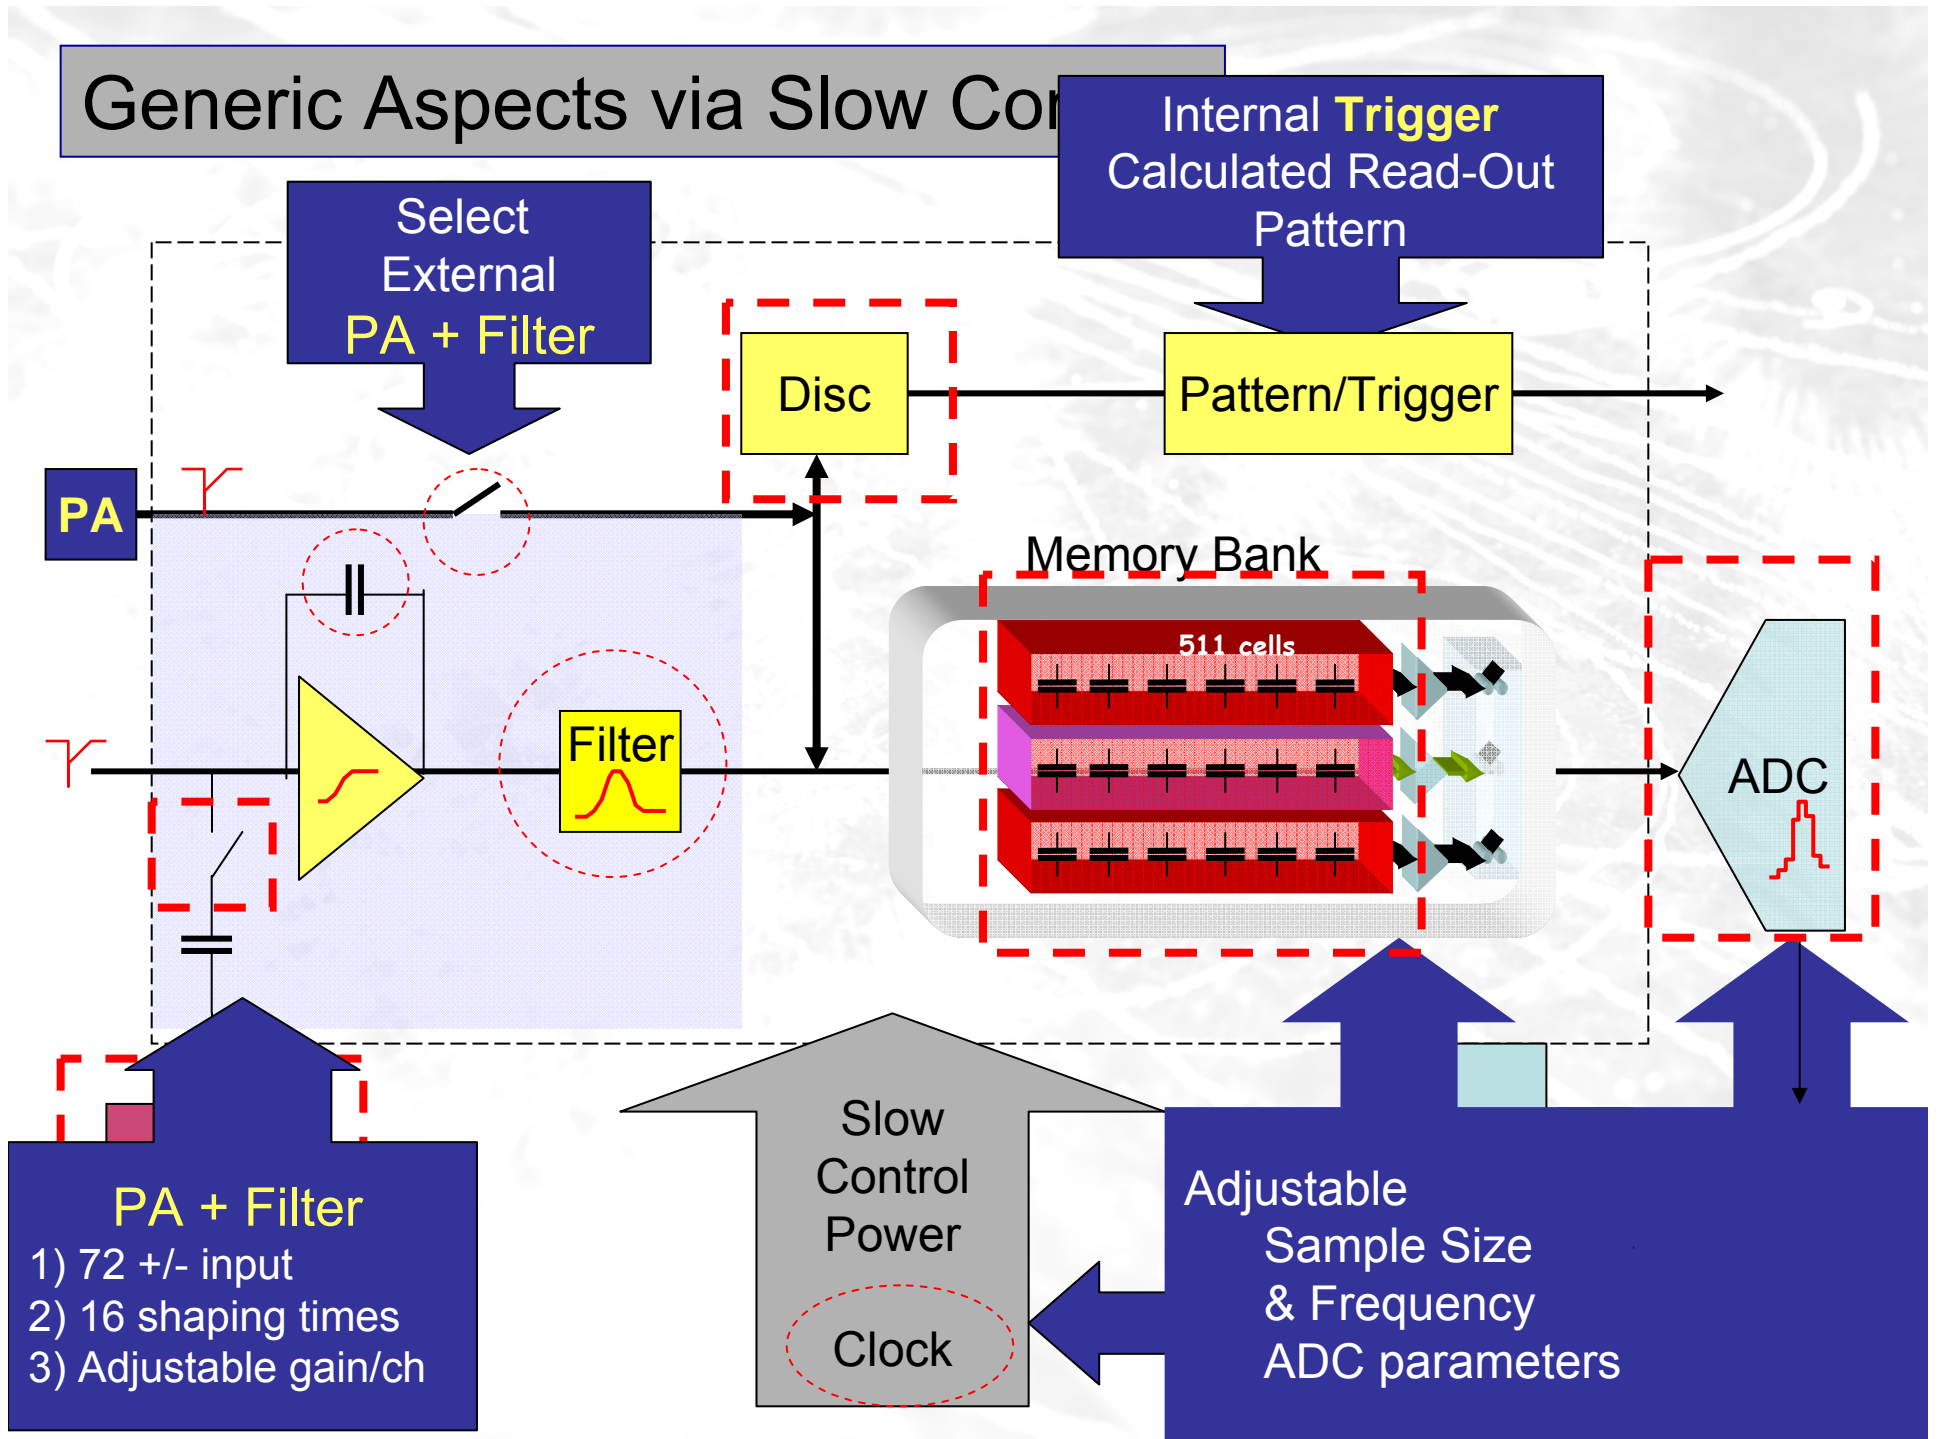 Generic Aspects via Slow Co
Internal Trigger
Calculated Read-Out
Pattern
Select
External
PA + Filter
Disc
Pattern/Trigger
PA
Memory Bank
511 cells
Filter
ADC
Slow
Control
Power
Clock
PA + Filter
1) 72 +/- input
2) 16 shaping times
3) Adjustable gain/ch
Adjustable
Sample Size
& Frequency
ADC parameters